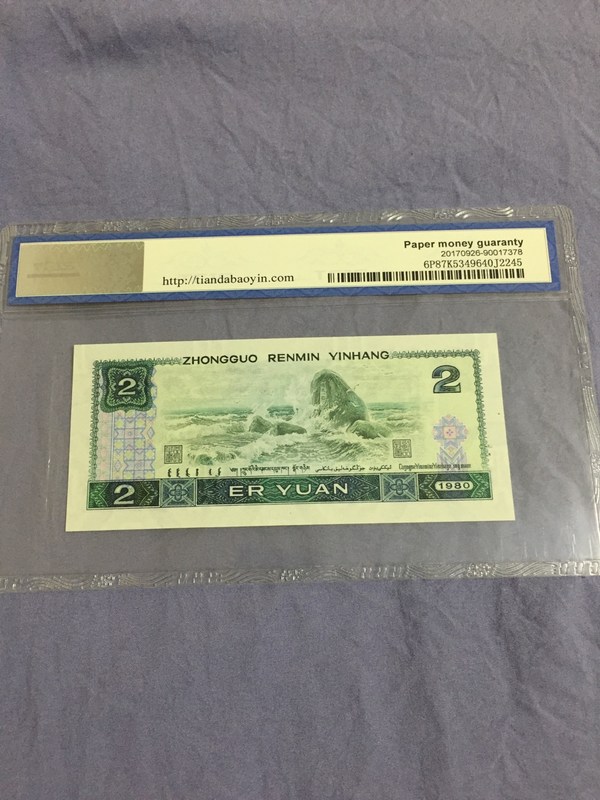 Paper money guaranty
20170926-90017378
http://tiandabaoyin.com
6P87K5349640J2245
ZHONGGUO RENMIN YINHANG
2
2
2
ER YUAN
1980